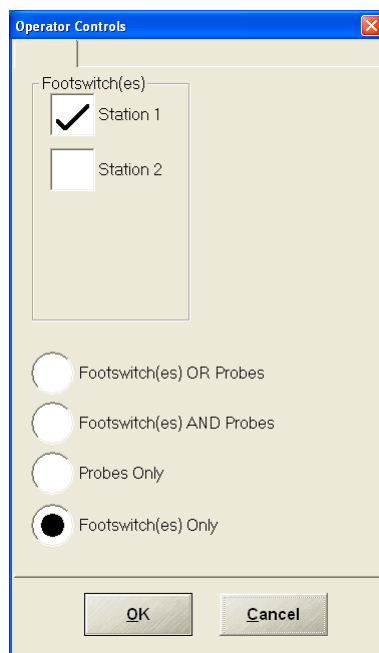 Operator Controls
Footswitch(es)
Station 1
Station 2
Footswitch(es) OR Probes
Footswitch(es) AND Probes
Probes Only
Footswitch(es) Only
OK
Cancel